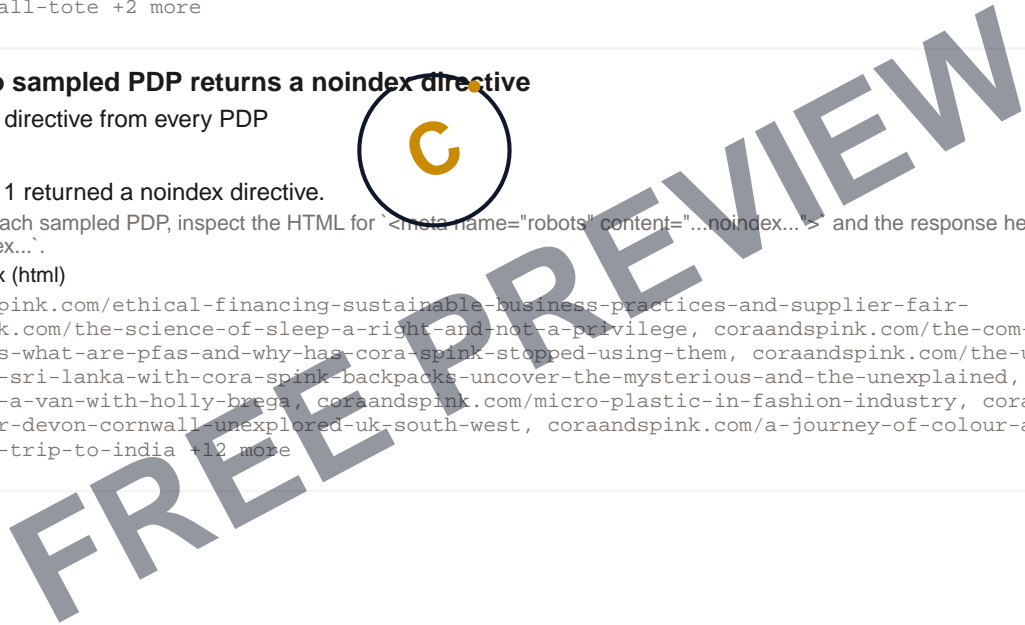 all-tote +2 more
o sampled PDP returns a noindex directive
directive from every PDP
1 returned a noindex directive.
ach sampled PDP, inspect the HTML for `<meta name="robots" content="...noindex...">` and the response he
ex...`.
x (html)
pink.com/ethical-financing-sustainable-business-practices-and-supplier-fair-
k.com/the-science-of-sleep-a-right-and-not-a-privilege, coraandspink.com/the-com
s-what-are-pfas-and-why-has-cora-spink-stopped-using-them, coraandspink.com/the-u
-sri-lanka-with-cora-spink-backpacks-uncover-the-mysterious-and-the-unexplained,
-a-van-with-holly-brega, coraandspink.com/micro-plastic-in-fashion-industry, cora
r-devon-cornwall-unexplored-uk-south-west, coraandspink.com/a-journey-of-colour-a
-trip-to-india +12 more
C
FREE PREVIEW